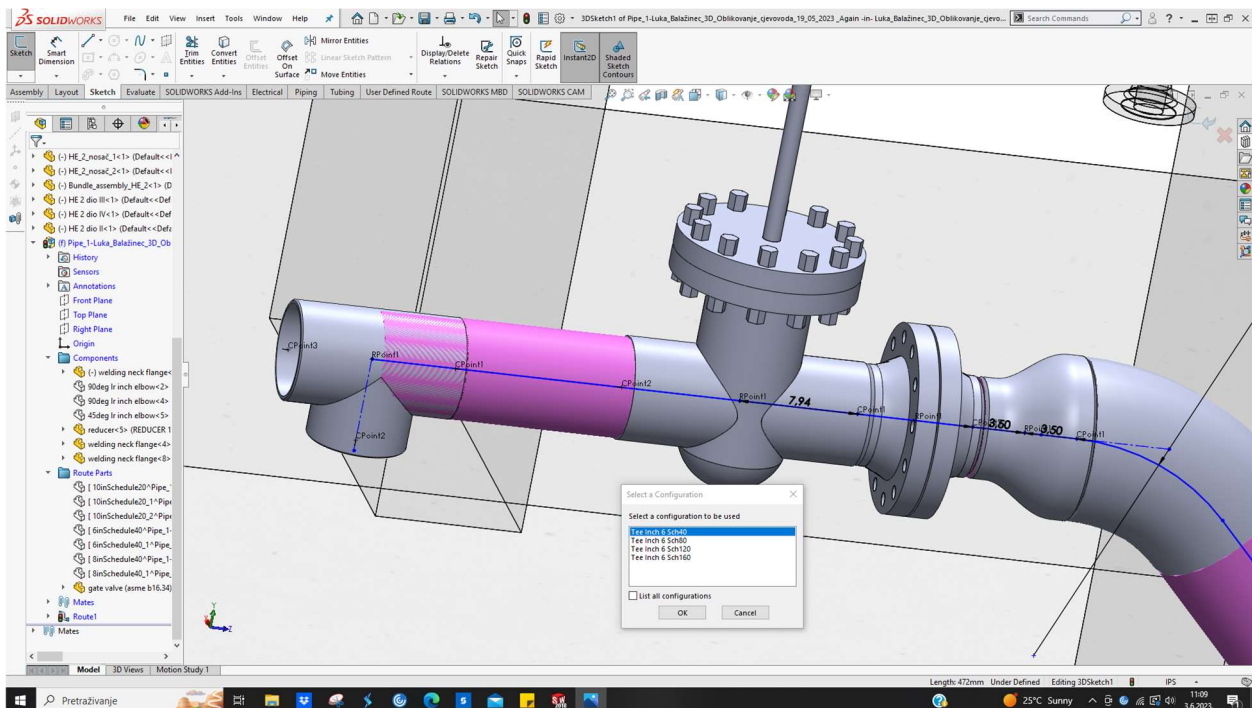 SOLIDWORKS File Edit View Insert Tools Window Help 3DSketch1 of Pipe_1-Luka_Balažinec_3D_Oblikovanje_cjevovoda_19_05_2023 _Again -in- Luka_Balažinec_3D_Oblikovanje_cjevo... Search Commands
Sketch Smart Dimension Trim Entities Convert Entities Offset Entities Offset On Surface Mirror Entities Linear Sketch Pattern Move Entities Display/Delete Relations Repair Sketch Quick Snaps Rapid Sketch Instant2D Shaded Sketch Contours
Assembly Layout Sketch Evaluate SOLIDWORKS Add-Ins Electrical Piping Tubing User Defined Route SOLIDWORKS MBD SOLIDWORKS CAM
(-) HE_2_nosač_1<1> (Default<<I
(-) HE_2_nosač_2<1> (Default<<I
(-) Bundle_assembly_HE_2<1> (D
(-) HE 2 dio III<1> (Default<<Def
(-) HE 2 dio IV<1> (Default<<Def
(-) HE 2 dio II<1> (Default<<Defa
(f) Pipe_1-Luka_Balažinec_3D_Ob
History
Sensors
Annotations
Front Plane
Top Plane
Right Plane
Origin
Components
(-) welding neck flange<
90deg lr inch elbow<2>
90deg lr inch elbow<4>
45deg lr inch elbow<5>
reducer<5> (REDUCER 1
welding neck flange<4>
welding neck flange<8>
Route Parts
[ 10inSchedule20^Pipe_
[ 10inSchedule20_1^Pip
[ 10inSchedule20_2^Pip
[ 6inSchedule40^Pipe_1-
[ 6inSchedule40_1^Pipe_
[ 8inSchedule40^Pipe_1-
[ 8inSchedule40_1^Pipe_
gate valve (asme b16.34)
Mates
Route1
Mates
CPoint3
RPoint1
CPoint1
CPoint2
CPoint2
RPoint1
7,94
CPoint1
RPoint1
3,50
3,50
CPoint1
Select a Configuration
Select a configuration to be used
Tee Inch 6 Sch40
Tee Inch 6 Sch80
Tee Inch 6 Sch120
Tee Inch 6 Sch160
List all configurations
OK Cancel
Y
Z
Model 3D Views Motion Study 1
Length: 472mm Under Defined Editing 3DSketch1 IPS
Pretraživanje 25°C Sunny 11:09
3.6.2023.